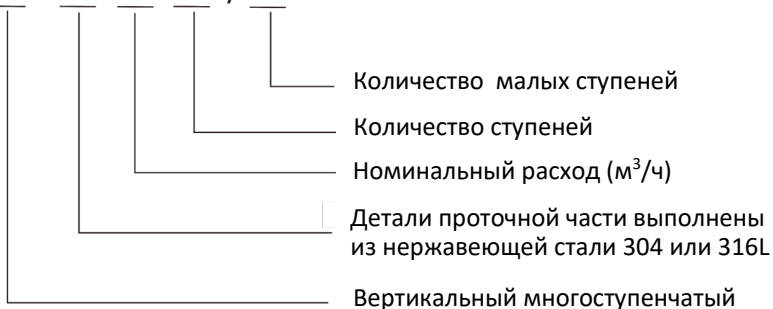 Количество малых ступеней
Количество ступеней
Номинальный расход (м³/ч)
Детали проточной части выполнены
из нержавеющей стали 304 или 316L
Вертикальный многоступенчатый